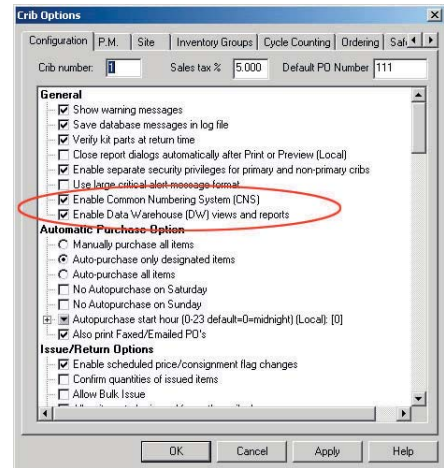 Crib Options
Configuration P.M. Site Inventory Groups Cycle Counting Ordering
Crib number: 1 Sales tax % 5.000 Default PO Number 111
General
Show warning messages
Save database messages in log file
Verify kit parts at return time
Close report dialogs automatically after Print or Preview (Local)
Enable separate security privileges for primary and non-primary cribs
Use large critical alert message format
Enable Common Numbering System (CNS)
Enable Data Warehouse (DW) views and reports
Automatic Purchase Option
Manually purchase all items
Auto-purchase only designated items
Auto-purchase all items
No Autopurchase on Saturday
No Autopurchase on Sunday
Autopurchase start hour (0-23 default=0=midnight) (Local): [0]
Also print Faxed/Emailed PO's
Issue/Return Options
Enable scheduled price/consignment flag changes
Confirm quantities of issued items
Allow Bulk Issue
OK Cancel Apply Help